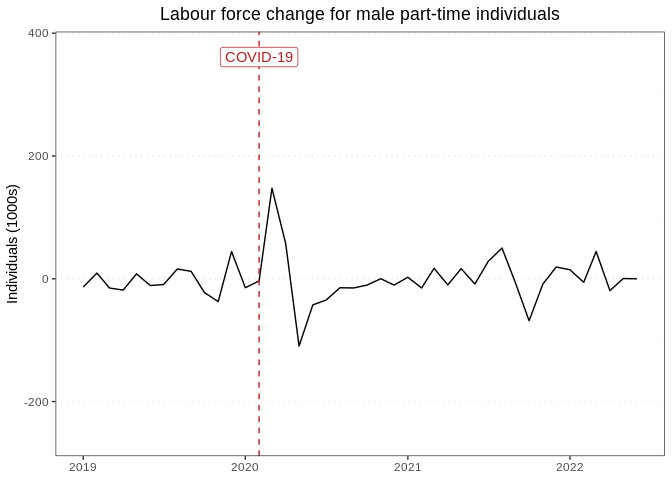 Labour force change for male part-time individuals
400
COVID-19
200
Individuals (1000s)
0
-200
2019 2020 2021 2022